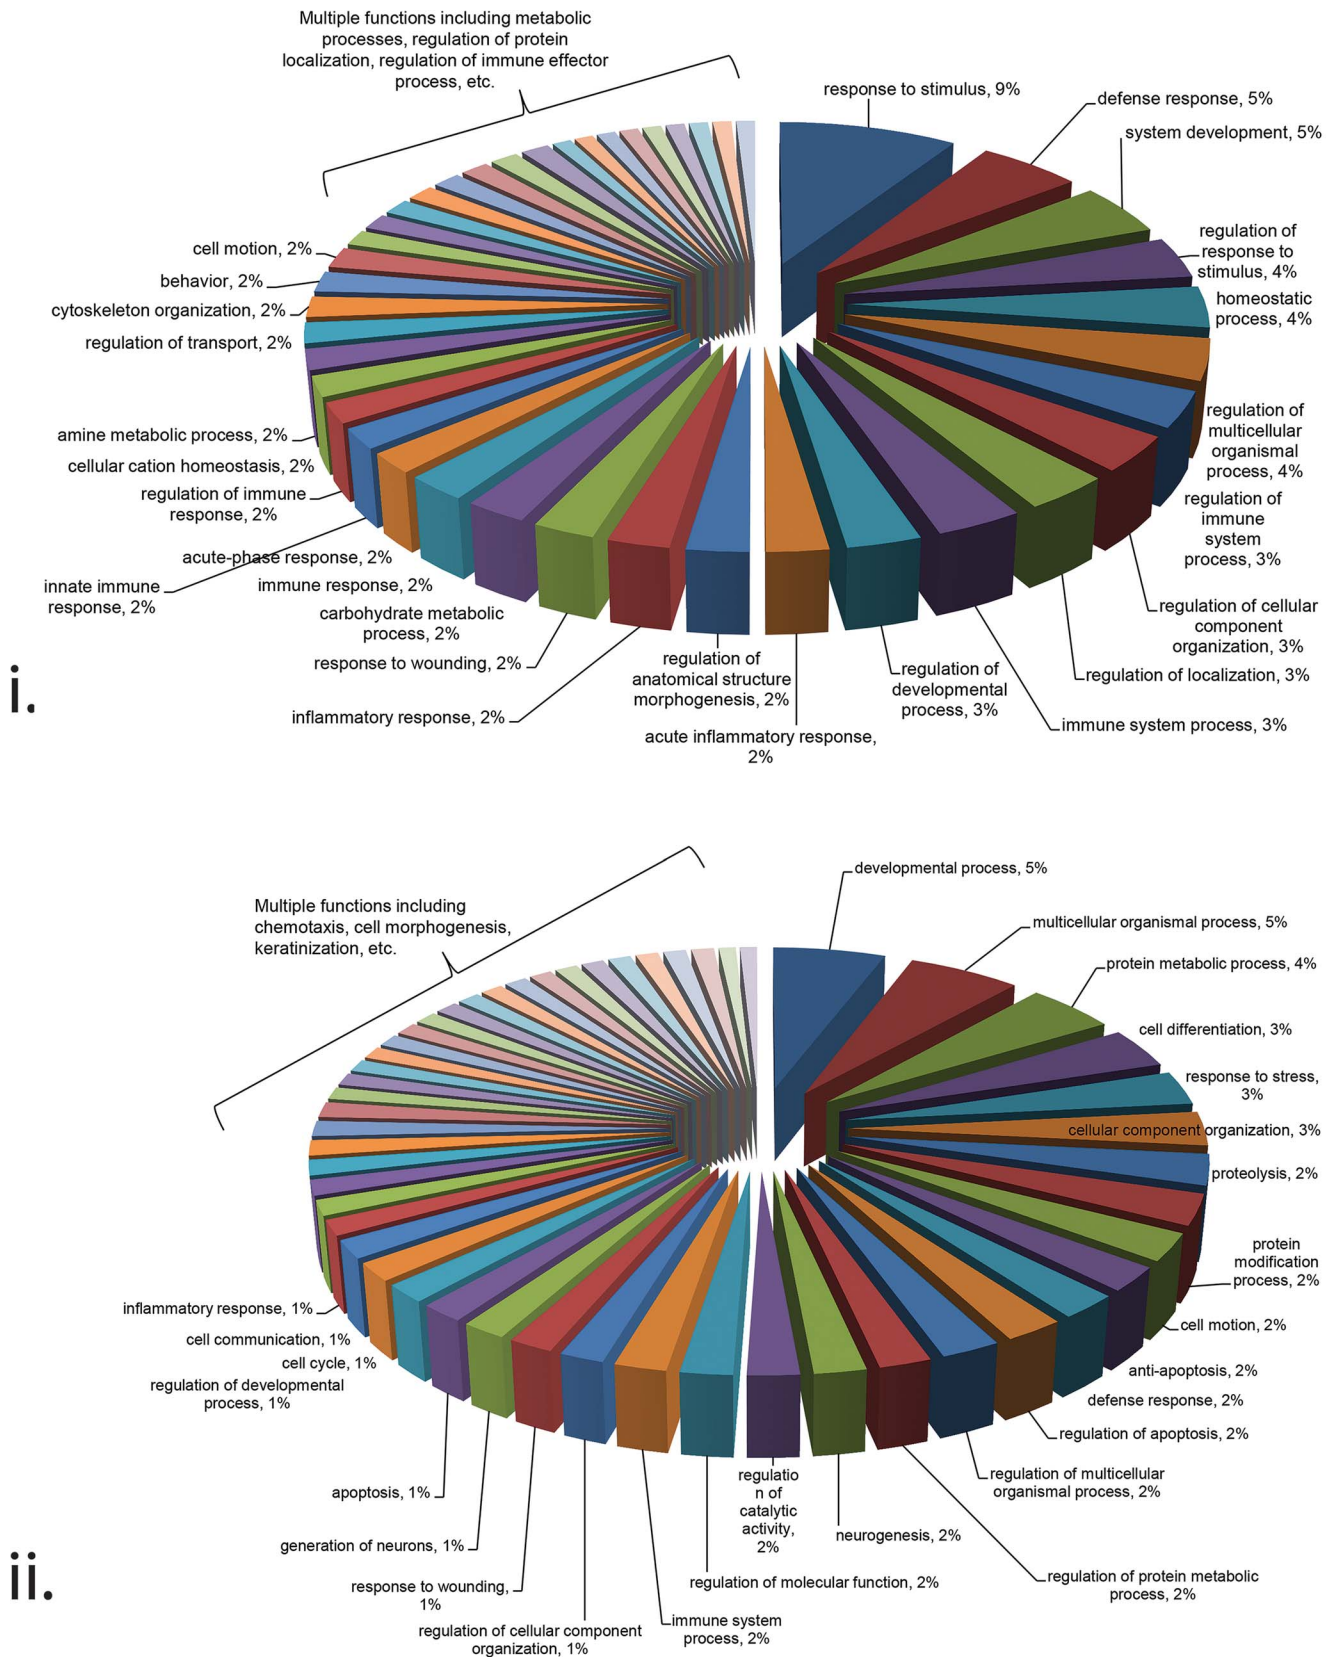 Multiple functions including metabolic
processes, regulation of protein
localization, regulation of immune effector
process, etc.
response to stimulus, 9%
defense response, 5%
system development, 5%
regulation of
response to
stimulus, 4%
homeostatic
process, 4%
regulation of
multicellular
organismal
process, 4%
regulation of
immune
system
process, 3%
regulation of cellular
component
organization, 3%
regulation of localization, 3%
immune system process, 3%
regulation of
developmental
process, 3%
acute inflammatory response,
2%
regulation of
anatomical structure
morphogenesis, 2%
inflammatory response, 2%
response to wounding, 2%
carbohydrate metabolic
process, 2%
immune response, 2%
acute-phase response, 2%
innate immune
response, 2%
regulation of immune
response, 2%
cellular cation homeostasis, 2%
amine metabolic process, 2%
regulation of transport, 2%
cytoskeleton organization, 2%
behavior, 2%
cell motion, 2%
i.
Multiple functions including
chemotaxis, cell morphogenesis,
keratinization, etc.
developmental process, 5%
multicellular organismal process, 5%
protein metabolic process, 4%
cell differentiation, 3%
response to stress,
3%
cellular component organization, 3%
proteolysis, 2%
protein
modification
process, 2%
cell motion, 2%
anti-apoptosis, 2%
defense response, 2%
regulation of apoptosis, 2%
regulation of multicellular
organismal process, 2%
regulation of protein metabolic
process, 2%
neurogenesis, 2%
regulatio
n of
catalytic
activity,
2%
regulation of molecular function, 2%
immune system
process, 2%
regulation of cellular component
organization, 1%
response to wounding,
1%
generation of neurons, 1%
apoptosis, 1%
regulation of developmental
process, 1%
cell cycle, 1%
cell communication, 1%
inflammatory response, 1%
ii.